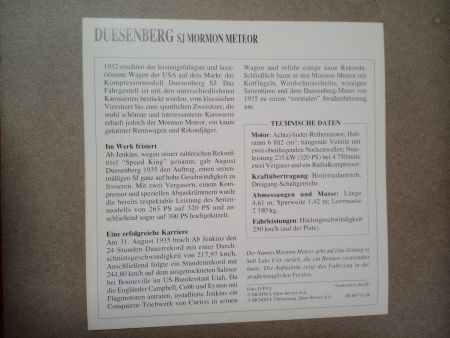 DUESENBERG SJ MORMON METEOR
1932 erschien der leistungsfähigste und luxu-
riöseste Wagen der USA auf dem Markt: das
Kompressormodell Duesenberg SJ. Das
Fahrgestell ist mit den unterschiedlichsten
Karosserien bestückt worden, vom klassischen
Viersitzer bis zum sportlichen Zweisitzer; die
wohl schönste und interessanteste Karosserie
erhielt jedoch der Mormon Meteor, ein kaum
getarnter Rennwagen und Rekordjäger.
Im Werk frisiert
Ab Jenkins, wegen seiner zahlreichen Rekord-
titel "Speed King" genannt, gab August
Duesenberg 1935 den Auftrag, einen serien-
mäßigen SJ ganz auf hohe Geschwindigkeit zu
frisieren. Mit zwei Vergasern, einem Kom-
pressor und speziellen Abgaskrümmern wurde
die bereits respektable Leistung des Serien-
modells von 265 PS auf 320 PS und an-
schließend sogar auf 390 PS hochgekitzelt.
Eine erfolgreiche Karriere
Am 31. August 1935 brach Ab Jenkins den
24-Stunden-Dauerrekord mit einer Durch-
schnittsgeschwindigkeit von 217,97 km/h.
Anschließend folgte ein Stundenrekord mit
244,80 km/h auf dem ausgetrockneten Salzsee
bei Bonneville im US-Bundesstaat Utah. Da
die Engländer Campbell, Cobb und Eyston mit
Flugmotoren antraten, installierte Jenkins ein
Conqueror-Triebwerk von Curtiss in seinen
Wagen und erfuhr einige neue Rekorde.
Schließlich baute er den Mormon Meteor mit
Kotflügeln, Windschutzscheibe, winzigen
Seitentüren und dem Duesenberg-Motor von
1935 zu einem "normalen" Straßenfahrzeug
um.
TECHNISCHE DATEN
Motor: Achtzylinder-Reihenmotor; Hub-
raum 6 882 cm³; hängende Ventile mit
zwei obenliegenden Nockenwellen; Nutz-
leistung 235 kW (320 PS) bei 4 750/min;
zwei Vergaser und ein Radialkompressor.
Kraftübertragung: Hinterradantrieb,
Dreigang-Schaltgetriebe.
Abmessungen und Masse: Länge
4,61 m; Spurweite 1,42 m; Leermasse
2 180 kg.
Fahrleistungen: Höchstgeschwindigkeit
250 km/h (auf der Piste).
Der Namen Mormon Meteor geht auf eine Zeitung in
Salt Lake City zurück, die ein Rennen veranstaltet
hatte. Die Aufnahme zeigt das Fahrzeug in der
straßentauglichen Version.